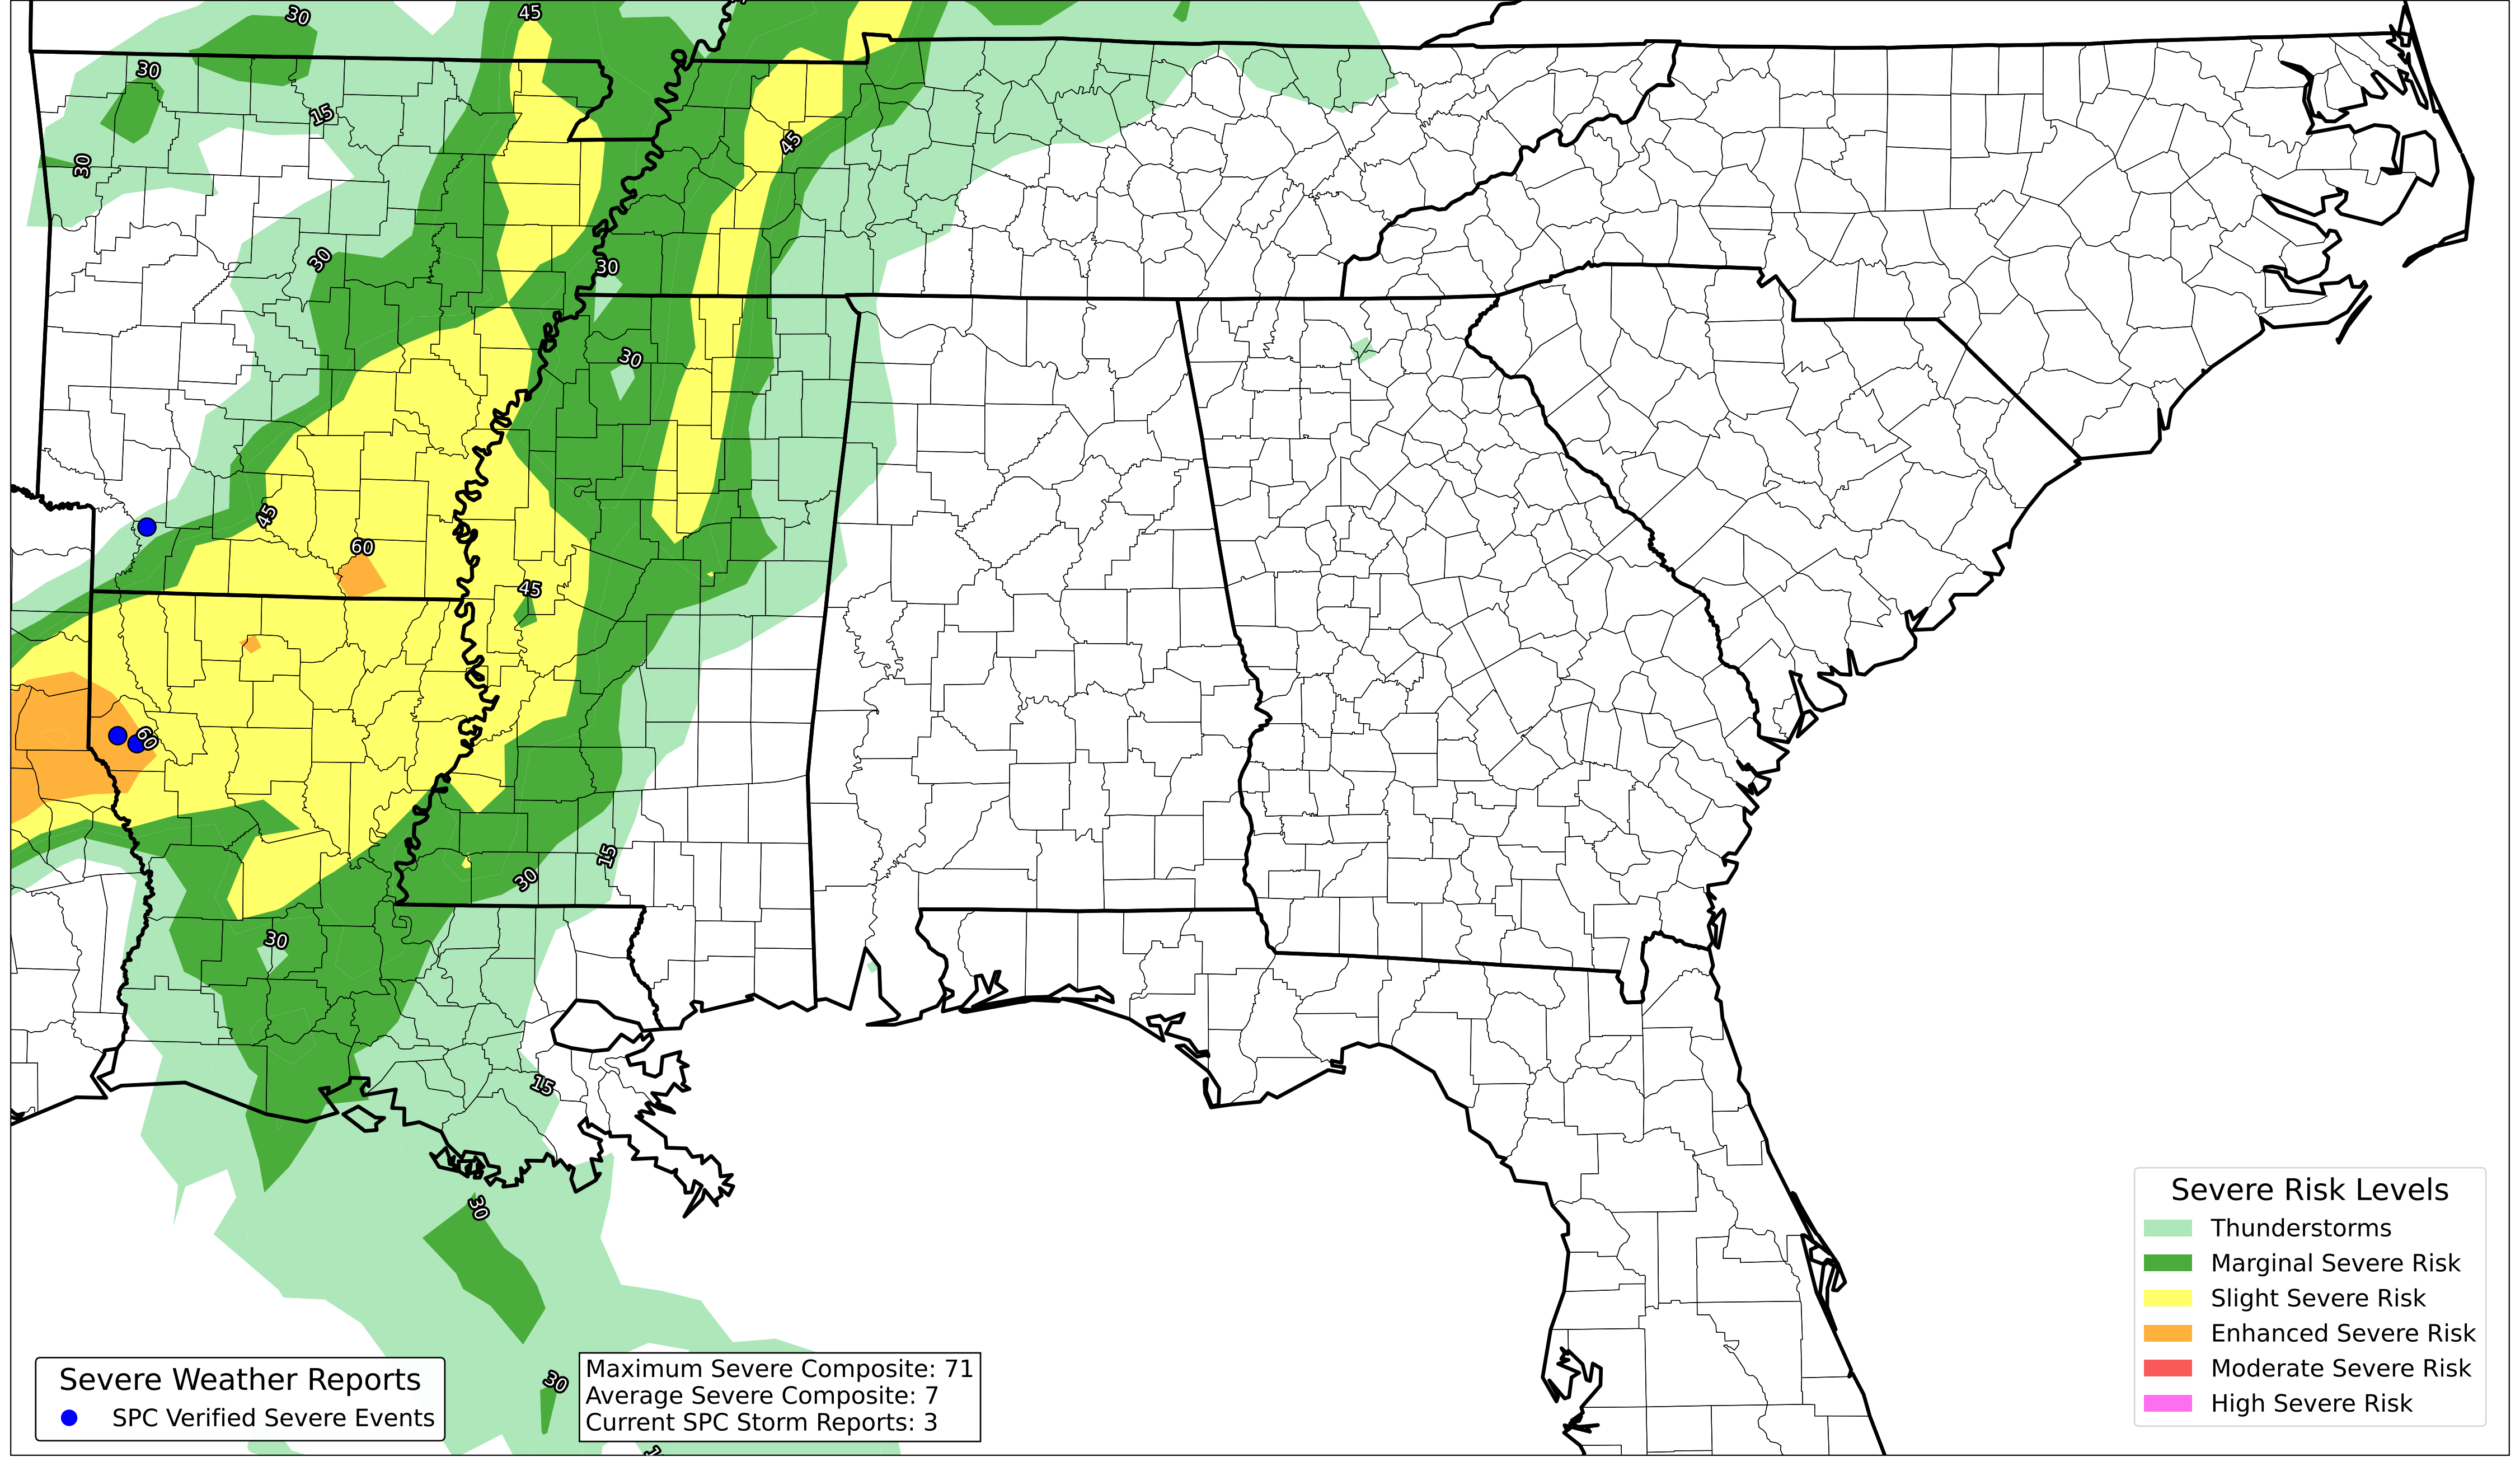 30
45
30
15
30
45
30
30
30
45
60
45
60
15
30
30
15
30
30
Severe Weather Reports
SPC Verified Severe Events
Maximum Severe Composite: 71
Average Severe Composite: 7
Current SPC Storm Reports: 3
Severe Risk Levels
Thunderstorms
Marginal Severe Risk
Slight Severe Risk
Enhanced Severe Risk
Moderate Severe Risk
High Severe Risk